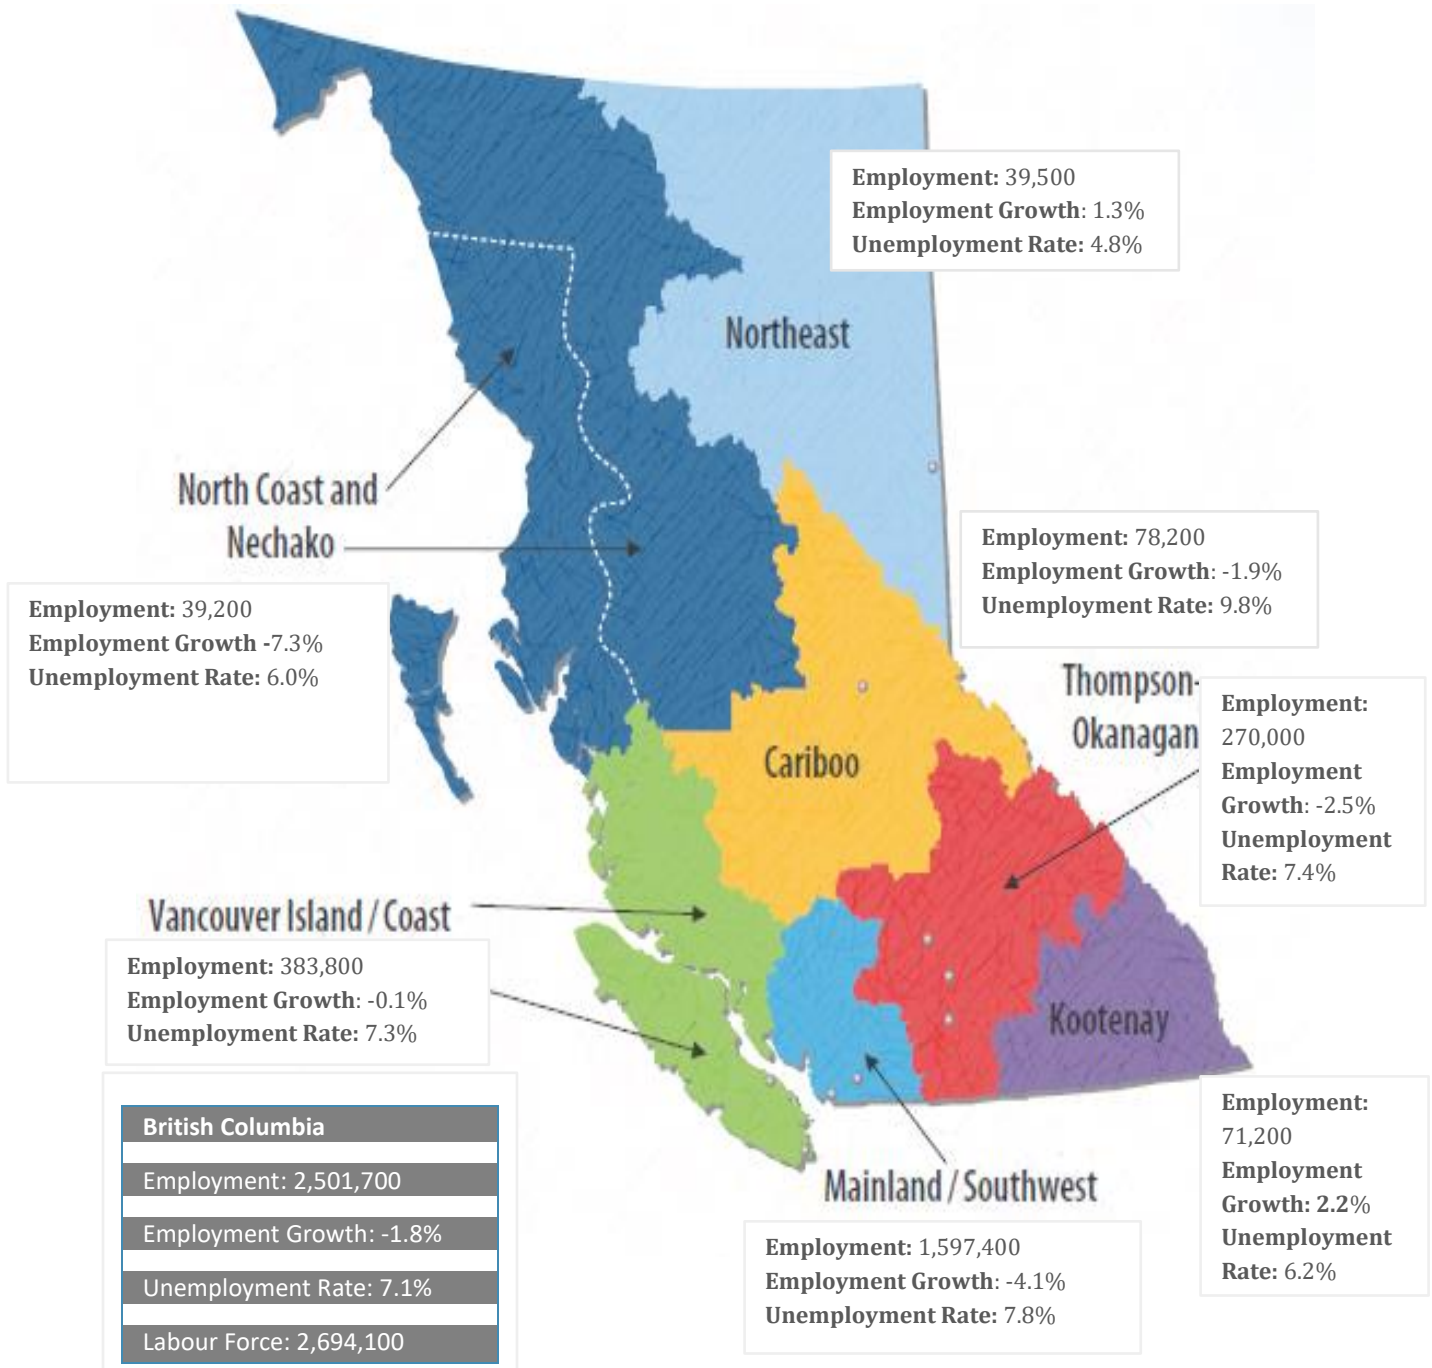 Employment: 39,500
Employment Growth: 1.3%
Unemployment Rate: 4.8%
Northeast
North Coast and
Nechako
Employment: 39,200
Employment Growth -7.3%
Unemployment Rate: 6.0%
Employment: 78,200
Employment Growth: -1.9%
Unemployment Rate: 9.8%
Thompson-
Okanagan
Employment:
270,000
Employment
Growth: -2.5%
Unemployment
Rate: 7.4%
Cariboo
Vancouver Island / Coast
Employment: 383,800
Employment Growth: -0.1%
Unemployment Rate: 7.3%
Kootenay
Employment:
71,200
Employment
Growth: 2.2%
Unemployment
Rate: 6.2%
Mainland / Southwest
Employment: 1,597,400
Employment Growth: -4.1%
Unemployment Rate: 7.8%
British Columbia
Employment: 2,501,700
Employment Growth: -1.8%
Unemployment Rate: 7.1%
Labour Force: 2,694,100